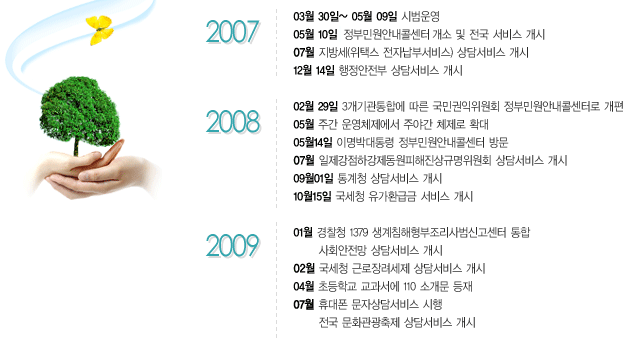 2007
03월 30일~ 05월 09일 시범운영
05월 10일 정부민원안내콜센터 개소 및 전국 서비스 개시
07월 지방세(위택스 전자납부서비스) 상담서비스 개시
12월 14일 행정안전부 상담서비스 개시
2008
02월 29일 3개기관통합에 따른 국민권익위원회 정부민원안내콜센터로 개편
05월 주간 운영체제에서 주야간 체제로 확대
05월14일 이명박대통령 정부민원안내콜센터 방문
07월 일제강점하강제동원피해진상규명위원회 상담서비스 개시
09월01일 통계청 상담서비스 개시
10월15일 국세청 유가환급금 서비스 개시
2009
01월 경찰청 1379 생계침해형부조리사범신고센터 통합
사회안전망 상담서비스 개시
02월 국세청 근로장려세제 상담서비스 개시
04월 초등학교 교과서에 110 소개문 등재
07월 휴대폰 문자상담서비스 시행
전국 문화관광축제 상담서비스 개시